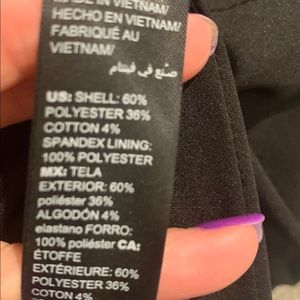 MADE IN VIETNAM/
HECHO EN VIETNAM/
FABRIQUÉ AU
VIETNAM/
صنع في فيتنام
US: SHELL: 60%
POLYESTER 36%
COTTON 4%
SPANDEX LINING:
100% POLYESTER
MX: TELA
EXTERIOR: 60%
poliéster 36%
ALGODÓN 4%
elastano FORRO:
100% poliéster CA:
ÉTOFFE
EXTÉRIEURE: 60%
POLYESTER 36%
COTON 4%